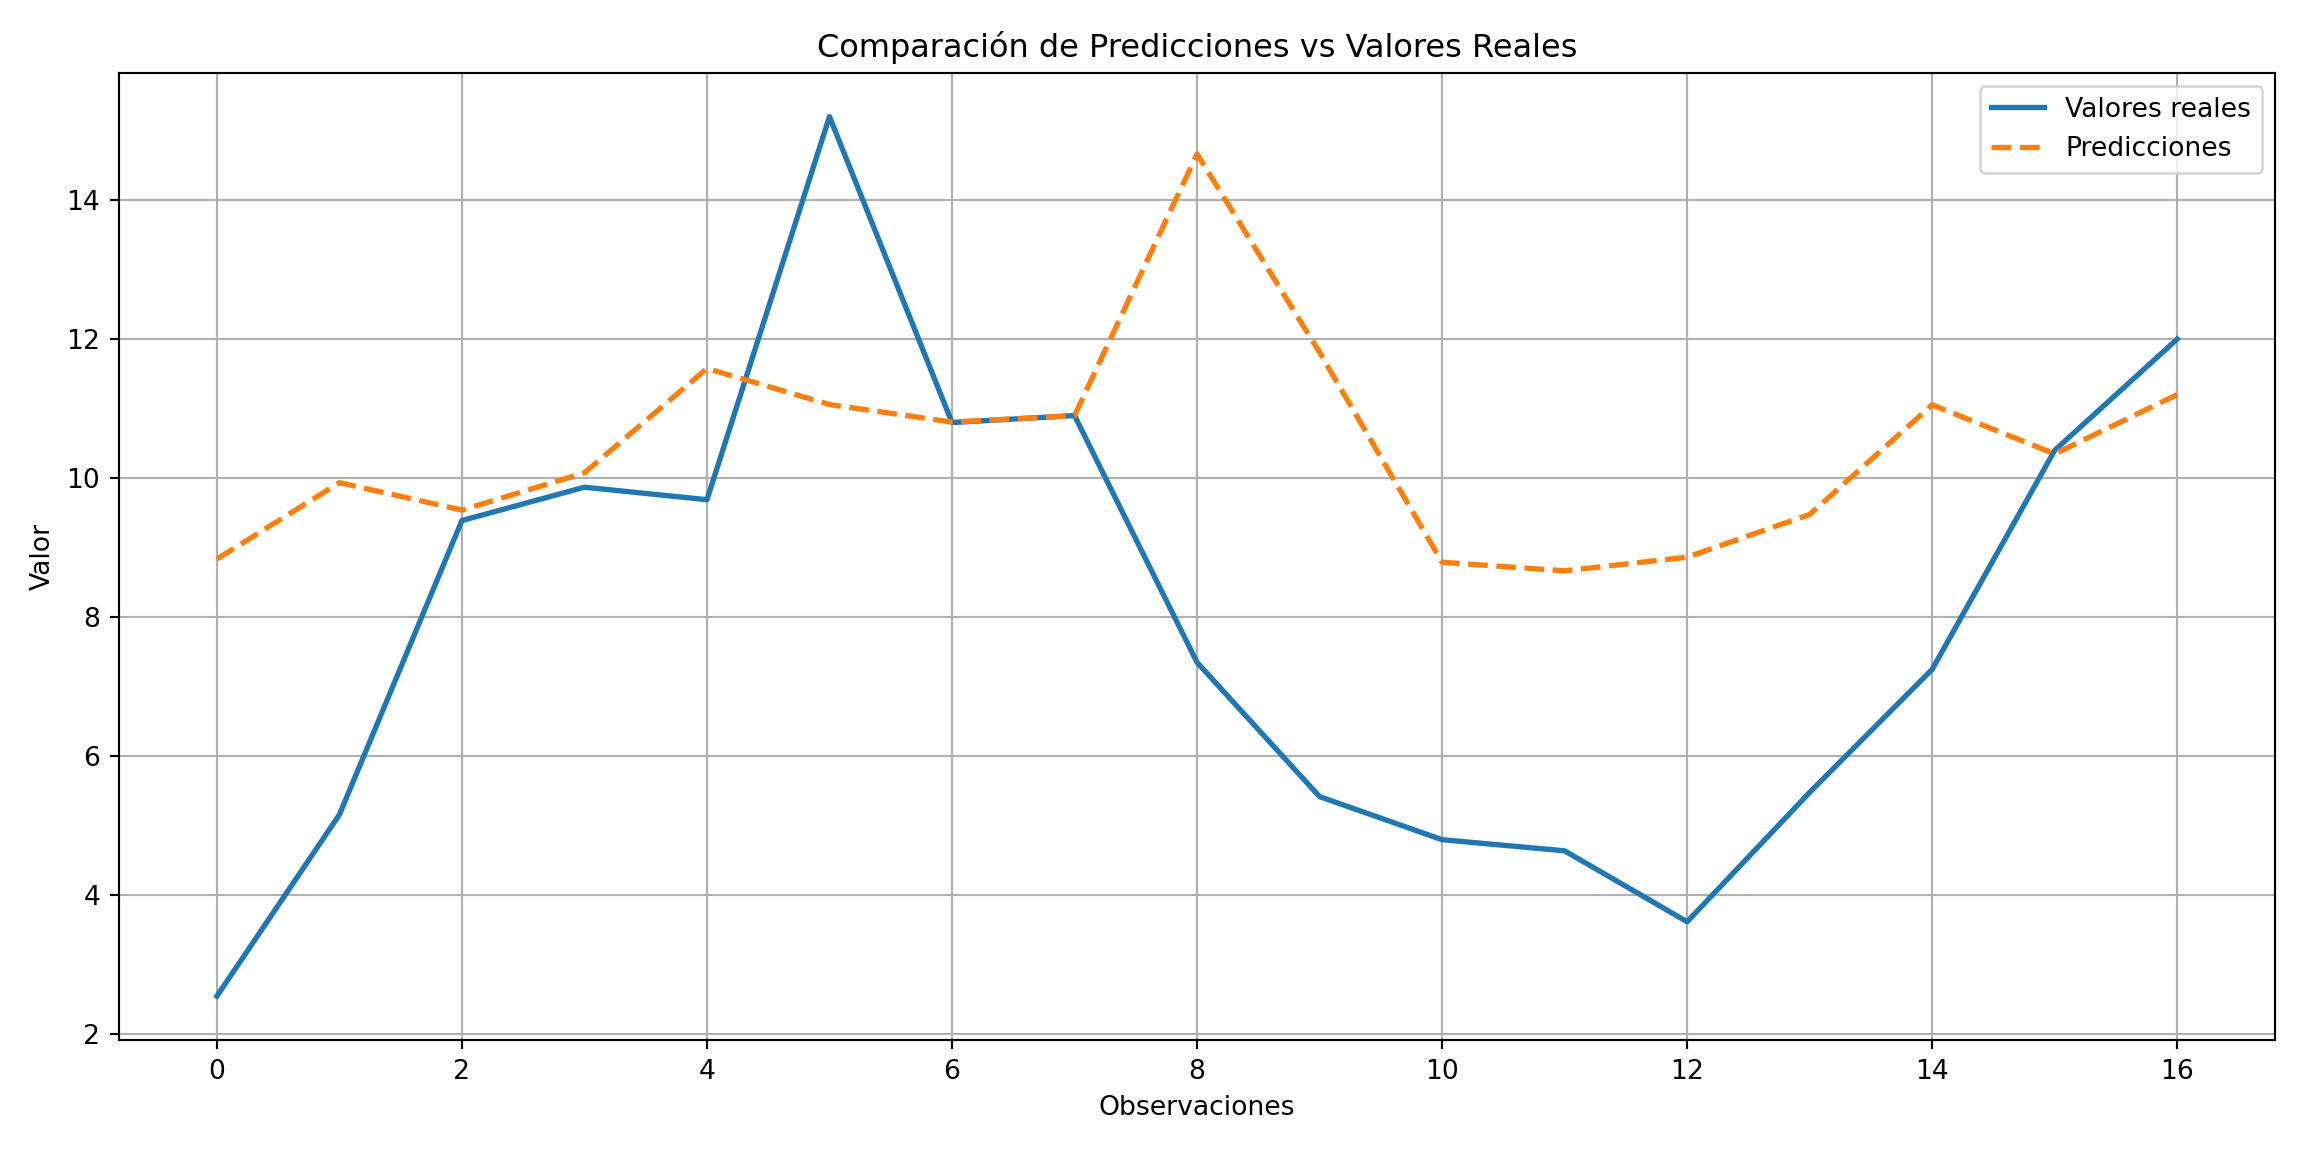 Comparación de Predicciones vs Valores Reales
Valores reales
Predicciones
14
12
10
8
6
4
2
Valor
0 2 4 6 8 10 12 14 16
Observaciones